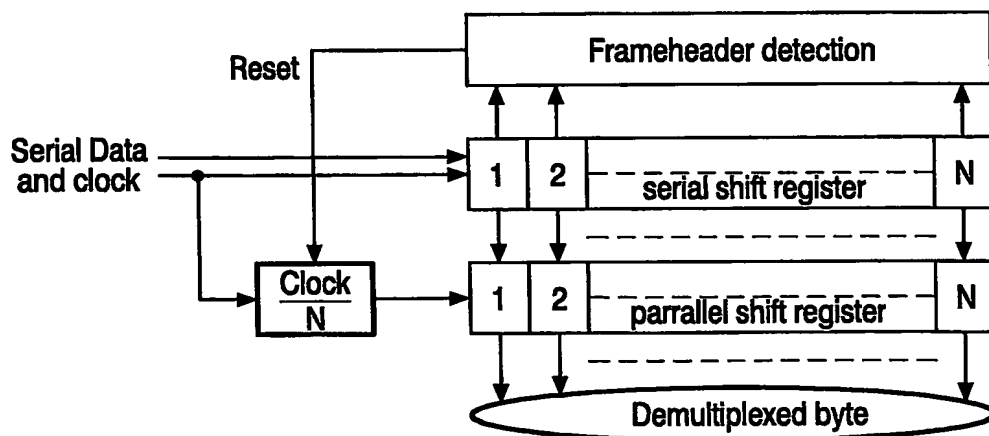 Frameheader detection
Reset
Serial Data
and clock
1
2
serial shift register
N
Clock
N
1
2
parrallel shift register
N
Demultiplexed byte